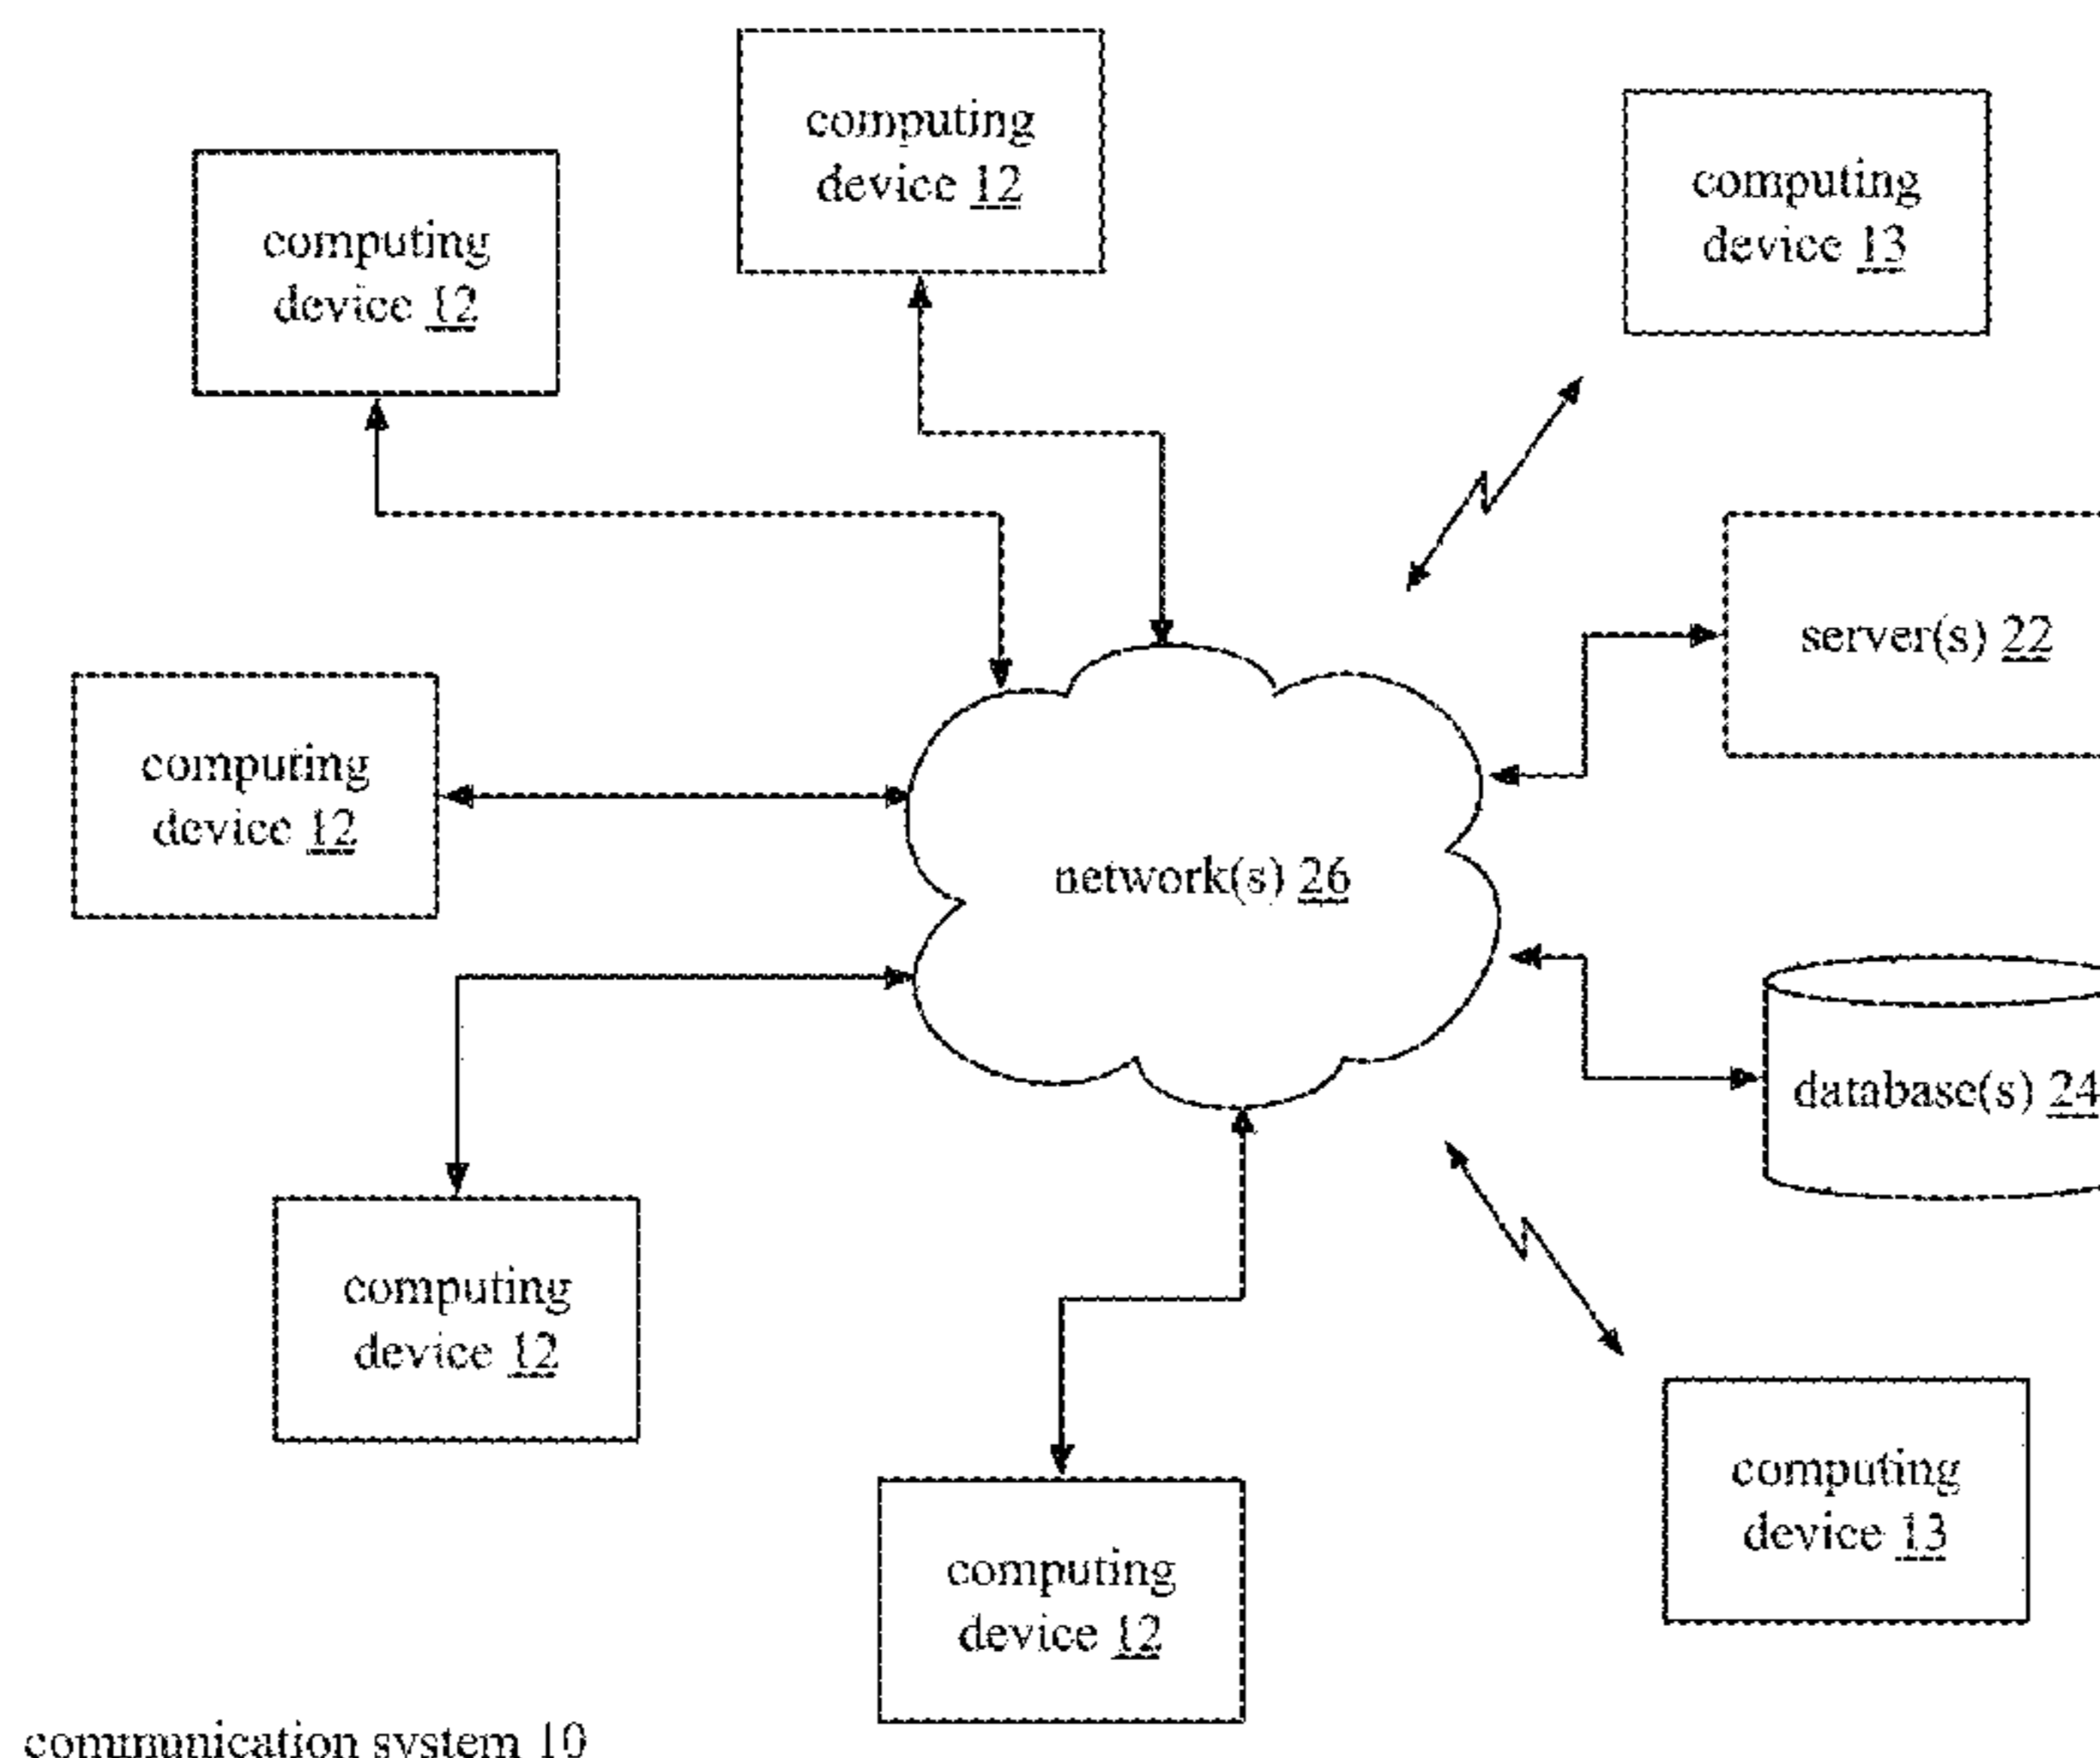 computing
device 12
computing
device 13
computing
device 12
server(s) 22
computing
device 12
network(s) 26
database(s) 24
computing
device 12
computing
device 13
computing
device 12
communication system 10